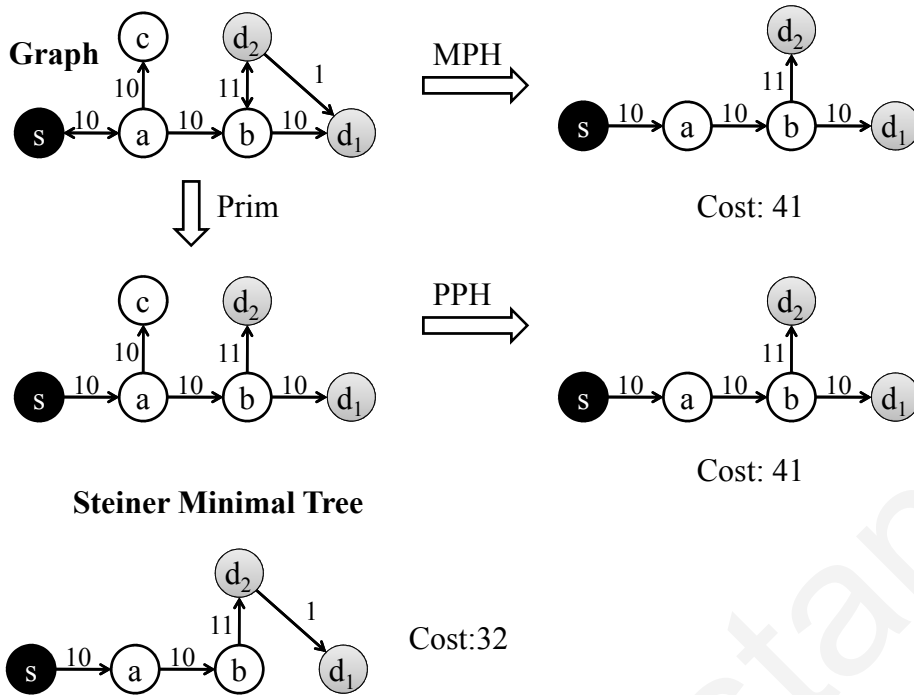 c d₂ MPH d₂
Graph
10 11 1 11
s 10 a 10 b 10 d₁ s 10 a 10 b 10 d₁
Prim Cost: 41
c d₂ PPH d₂
10 11 11
s 10 a 10 b 10 d₁ s 10 a 10 b 10 d₁
Cost: 41
Steiner Minimal Tree
d₂
11 1 Cost:32
s 10 a 10 b d₁